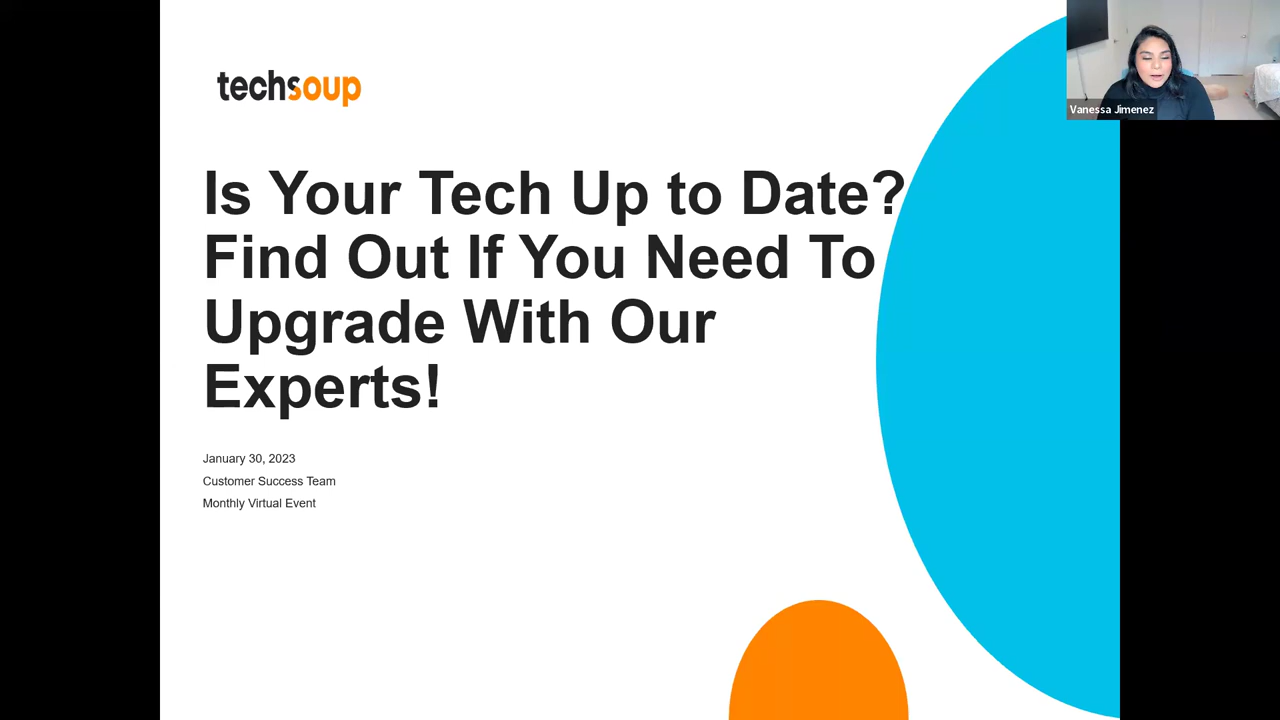 techsoup
Vanessa Jimenez
Is Your Tech Up to Date?
Find Out If You Need To
Upgrade With Our
Experts!
January 30, 2023
Customer Success Team
Monthly Virtual Event